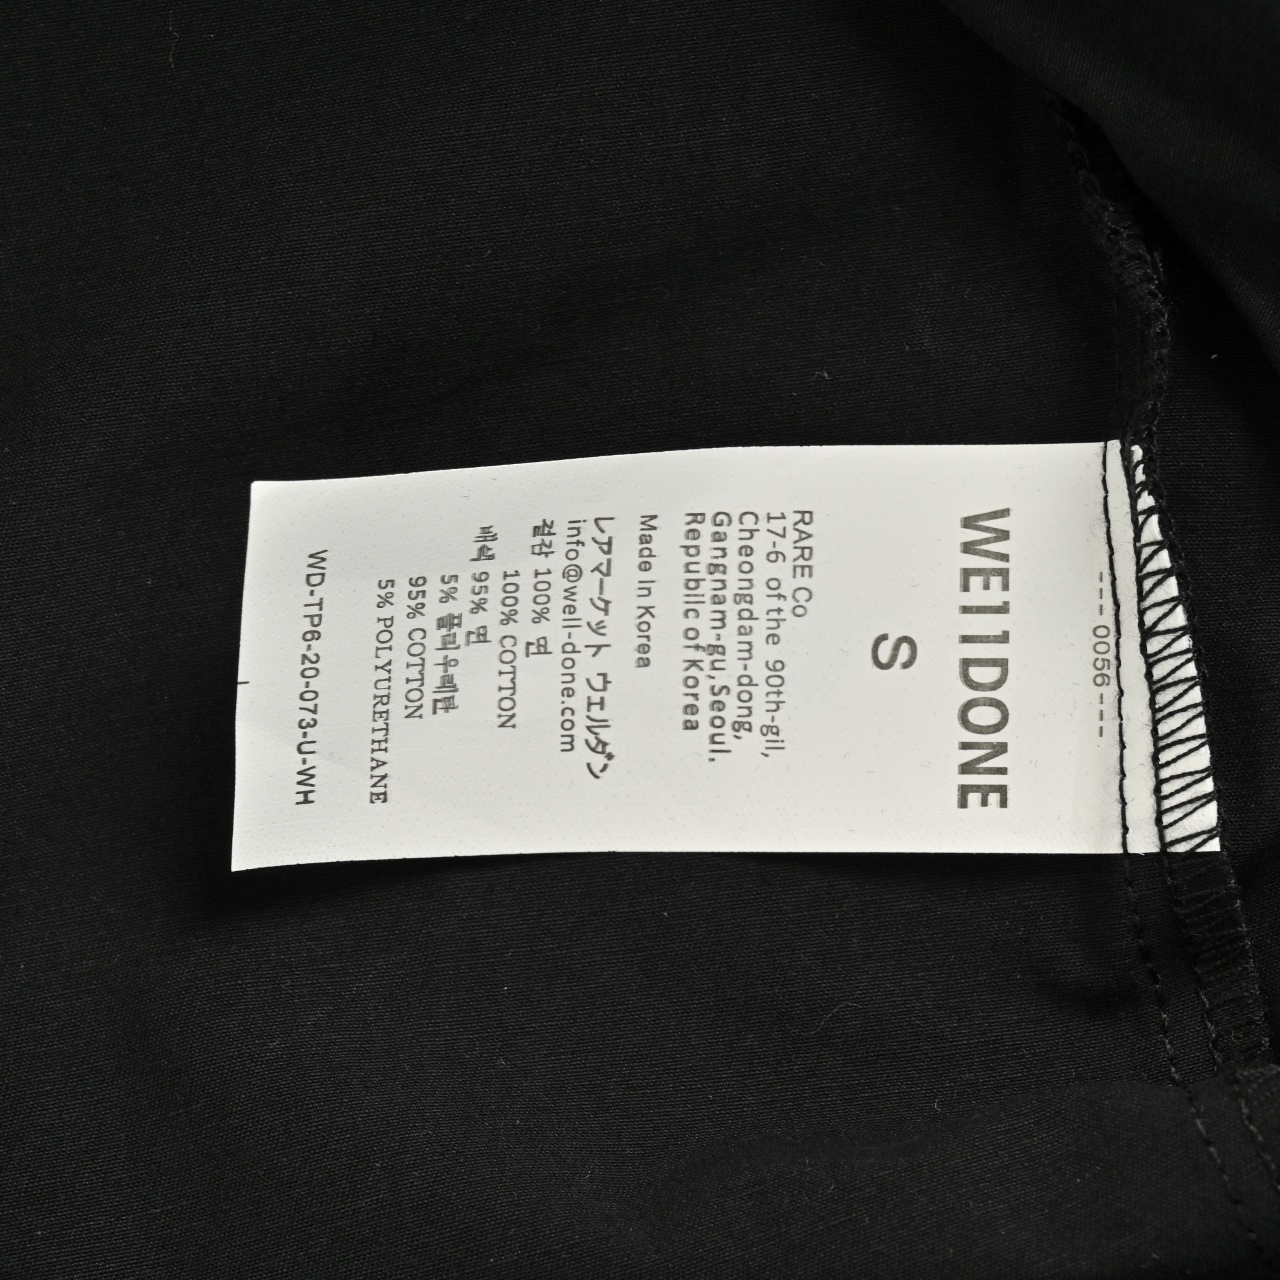 ---0056---
WE11DONE
S
RARE Co
17-6 of the 90th-gil,
Cheongdam-dong,
Gangnam-gu, Seoul.
Republic of Korea
Made In Korea
レアマーケット ウェルダン
info@well-done.com
겉감 100% 면
100% COTTON
배색 95% 면
5% 폴리우레탄
95% COTTON
5% POLYURETHANE
WD-TP6-20-073-U-WH